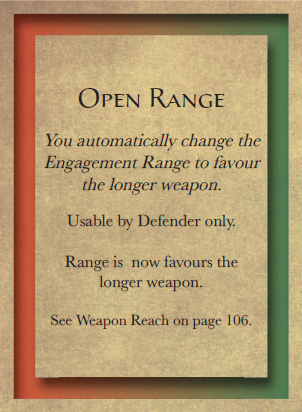 Open Range
You automatically change the
Engagement Range to favour
the longer weapon.
Usable by Defender only.
Range is now favours the
longer weapon.
See Weapon Reach on page 106.